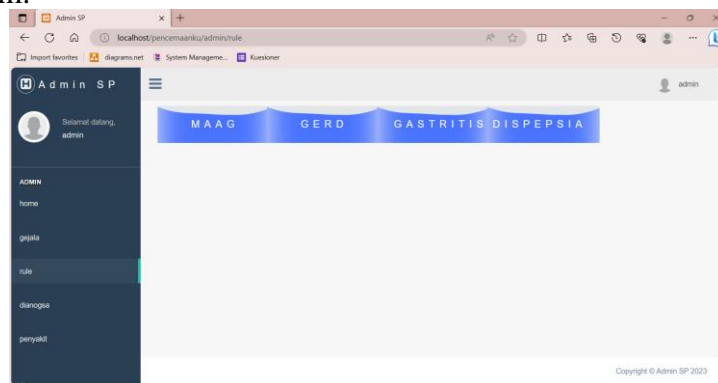 Admin SP
localhost/pencernaanku/admin/rule
Import favorites
diagrams.net
System Manageme...
Kuesioner
Admin SP
admin
Selamat datang,
admin
MAAG
GERD
GASTRITIS
DISPEPSIA
ADMIN
home
gejala
rule
dianogsa
penyakit
Copyright © Admin SP 2023